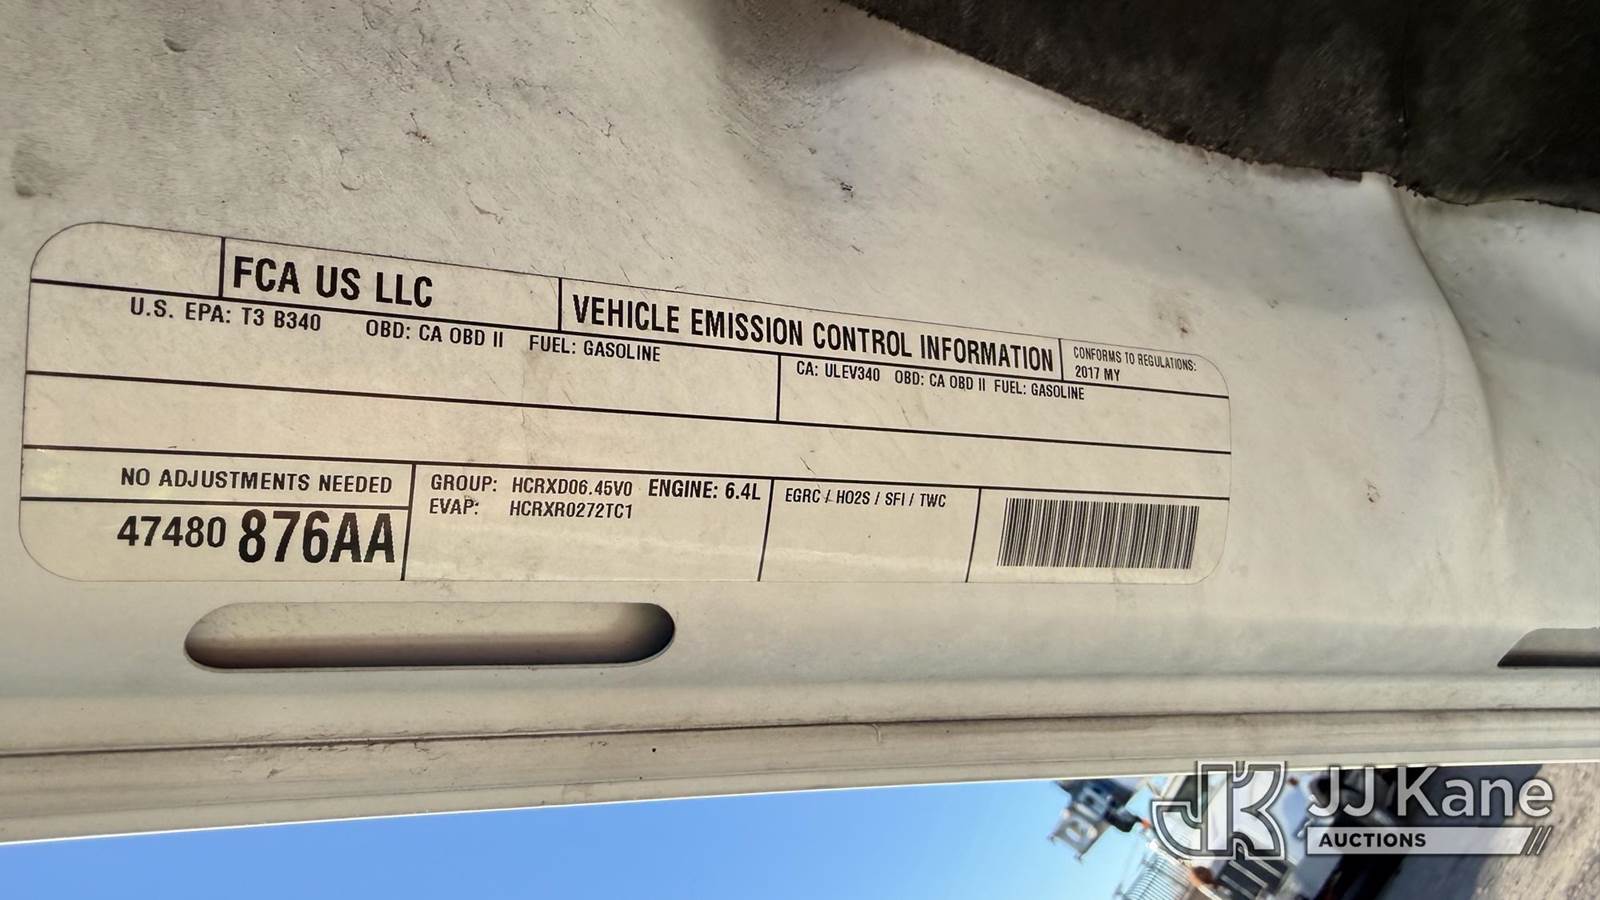 FCA US LLC
VEHICLE EMISSION CONTROL INFORMATION
CONFORMS TO REGULATIONS:
2017 MY
U.S. EPA: T3 B340 OBD: CA OBD II FUEL: GASOLINE
CA: ULEV340 OBD: CA OBD II FUEL: GASOLINE
NO ADJUSTMENTS NEEDED
47480 876AA
GROUP: HCRXD06.45V0 ENGINE: 6.4L
EVAP: HCRXR0272TC1
EGRC / HO2S / SFI / TWC
JK JJ Kane
AUCTIONS